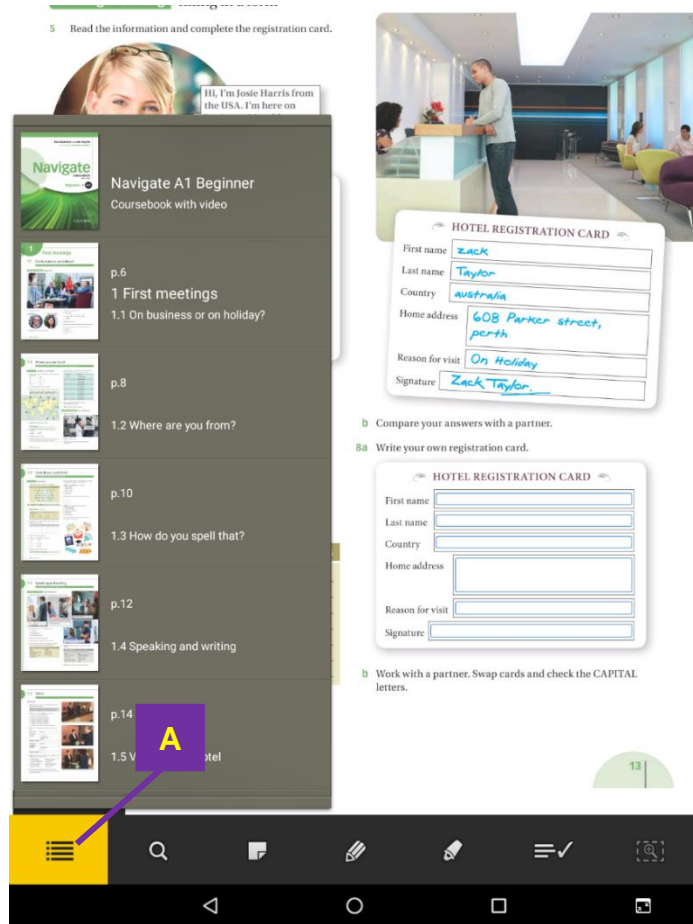 5 Read the information and complete the registration card.
Hi, I'm Josie Harris from
the USA. I'm here on
Navigate
Navigate A1 Beginner
Coursebook with video
p.6
1 First meetings
1.1 On business or on holiday?
p.8
1.2 Where are you from?
p.10
1.3 How do you spell that?
p.12
1.4 Speaking and writing
p.14
1.5 V
otel
A
HOTEL REGISTRATION CARD
First name zack
Last name Taylor
Country australia
Home address 608 Parker street,
perth
Reason for visit On Holiday
Signature Zack Taylor.
b Compare your answers with a partner.
8a Write your own registration card.
HOTEL REGISTRATION CARD
First name
Last name
Country
Home address
Reason for visit
Signature
b Work with a partner. Swap cards and check the CAPITAL
letters.
13